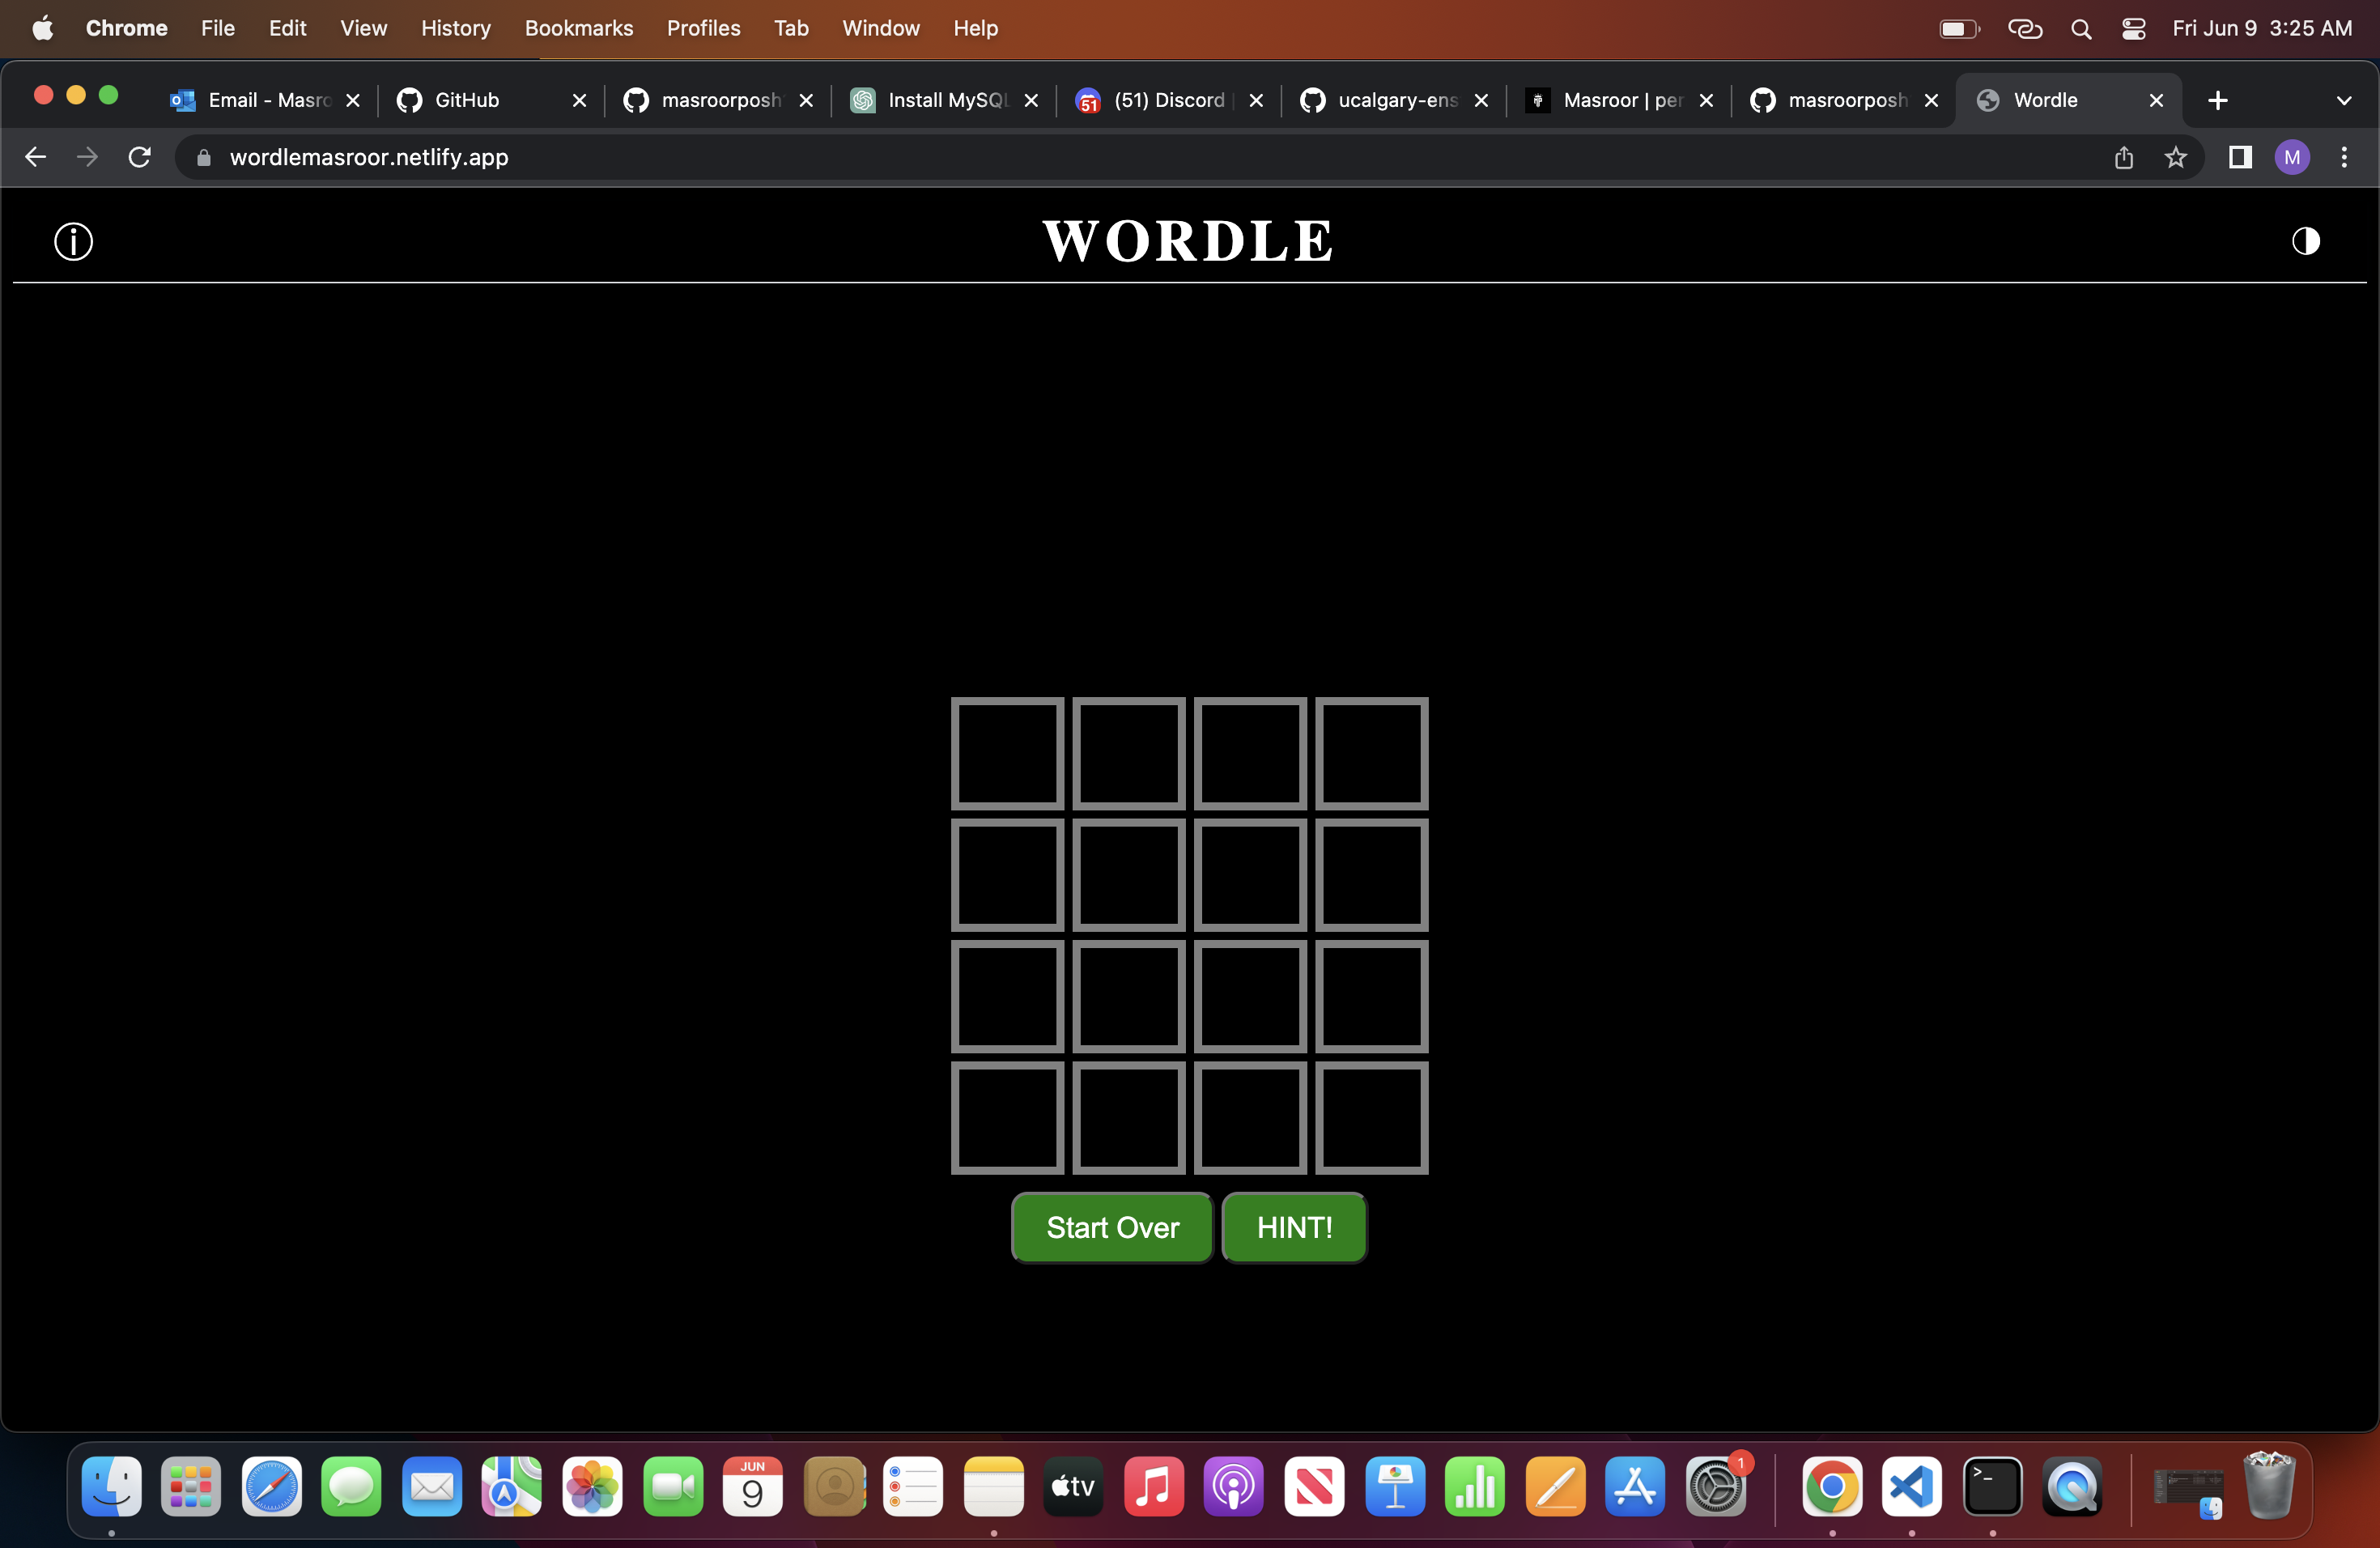 Chrome File Edit View History Bookmarks Profiles Tab Window Help Fri Jun 9 3:25 AM
Email - Masro GitHub masroorposh Install MySQL 51 (51) Discord ucalgary-ens Masroor | per masroorposh Wordle
wordlemasroor.netlify.app M
WORDLE
Start Over HINT!
JUN
9
tv
1